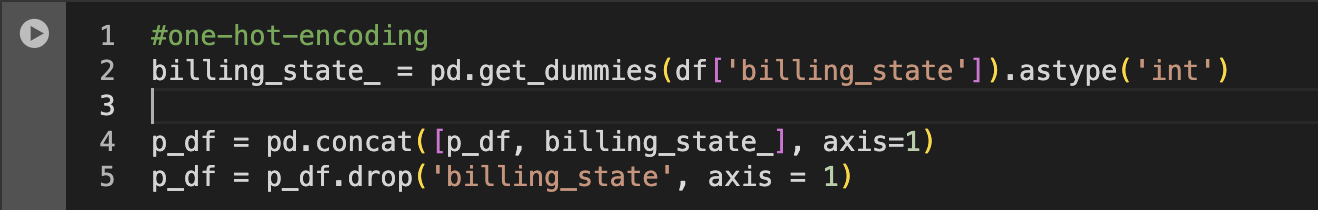 1 #one-hot-encoding
2 billing_state_ = pd.get_dummies(df['billing_state']).astype('int')
3
4 p_df = pd.concat([p_df, billing_state_], axis=1)
5 p_df = p_df.drop('billing_state', axis = 1)